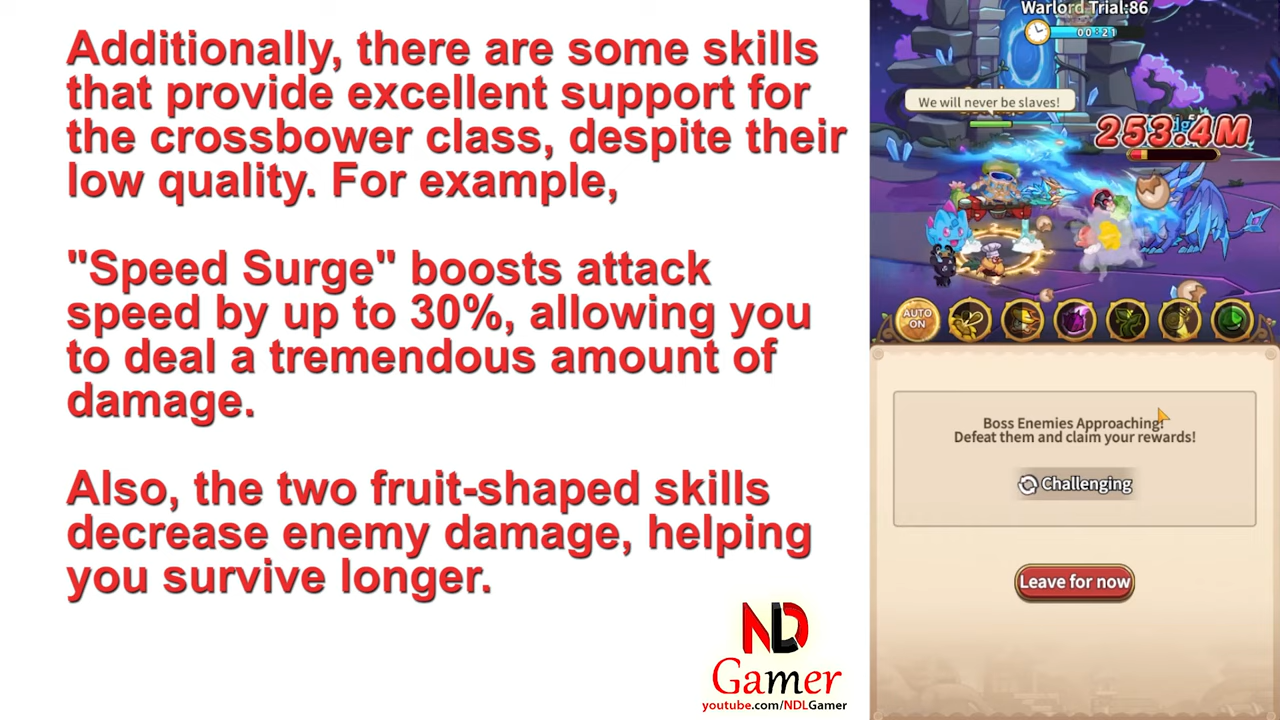 Additionally, there are some skills
that provide excellent support for
the crossbower class, despite their
low quality. For example,
"Speed Surge" boosts attack
speed by up to 30%, allowing you
to deal a tremendous amount of
damage.
Also, the two fruit-shaped skills
decrease enemy damage, helping
you survive longer.
NDL
Gamer
youtube.com/NDLGamer
Warlord Trial:86
00:21
We will never be slaves!
253.4M
AUTO
ON
Boss Enemies Approaching!
Defeat them and claim your rewards!
Challenging
Leave for now